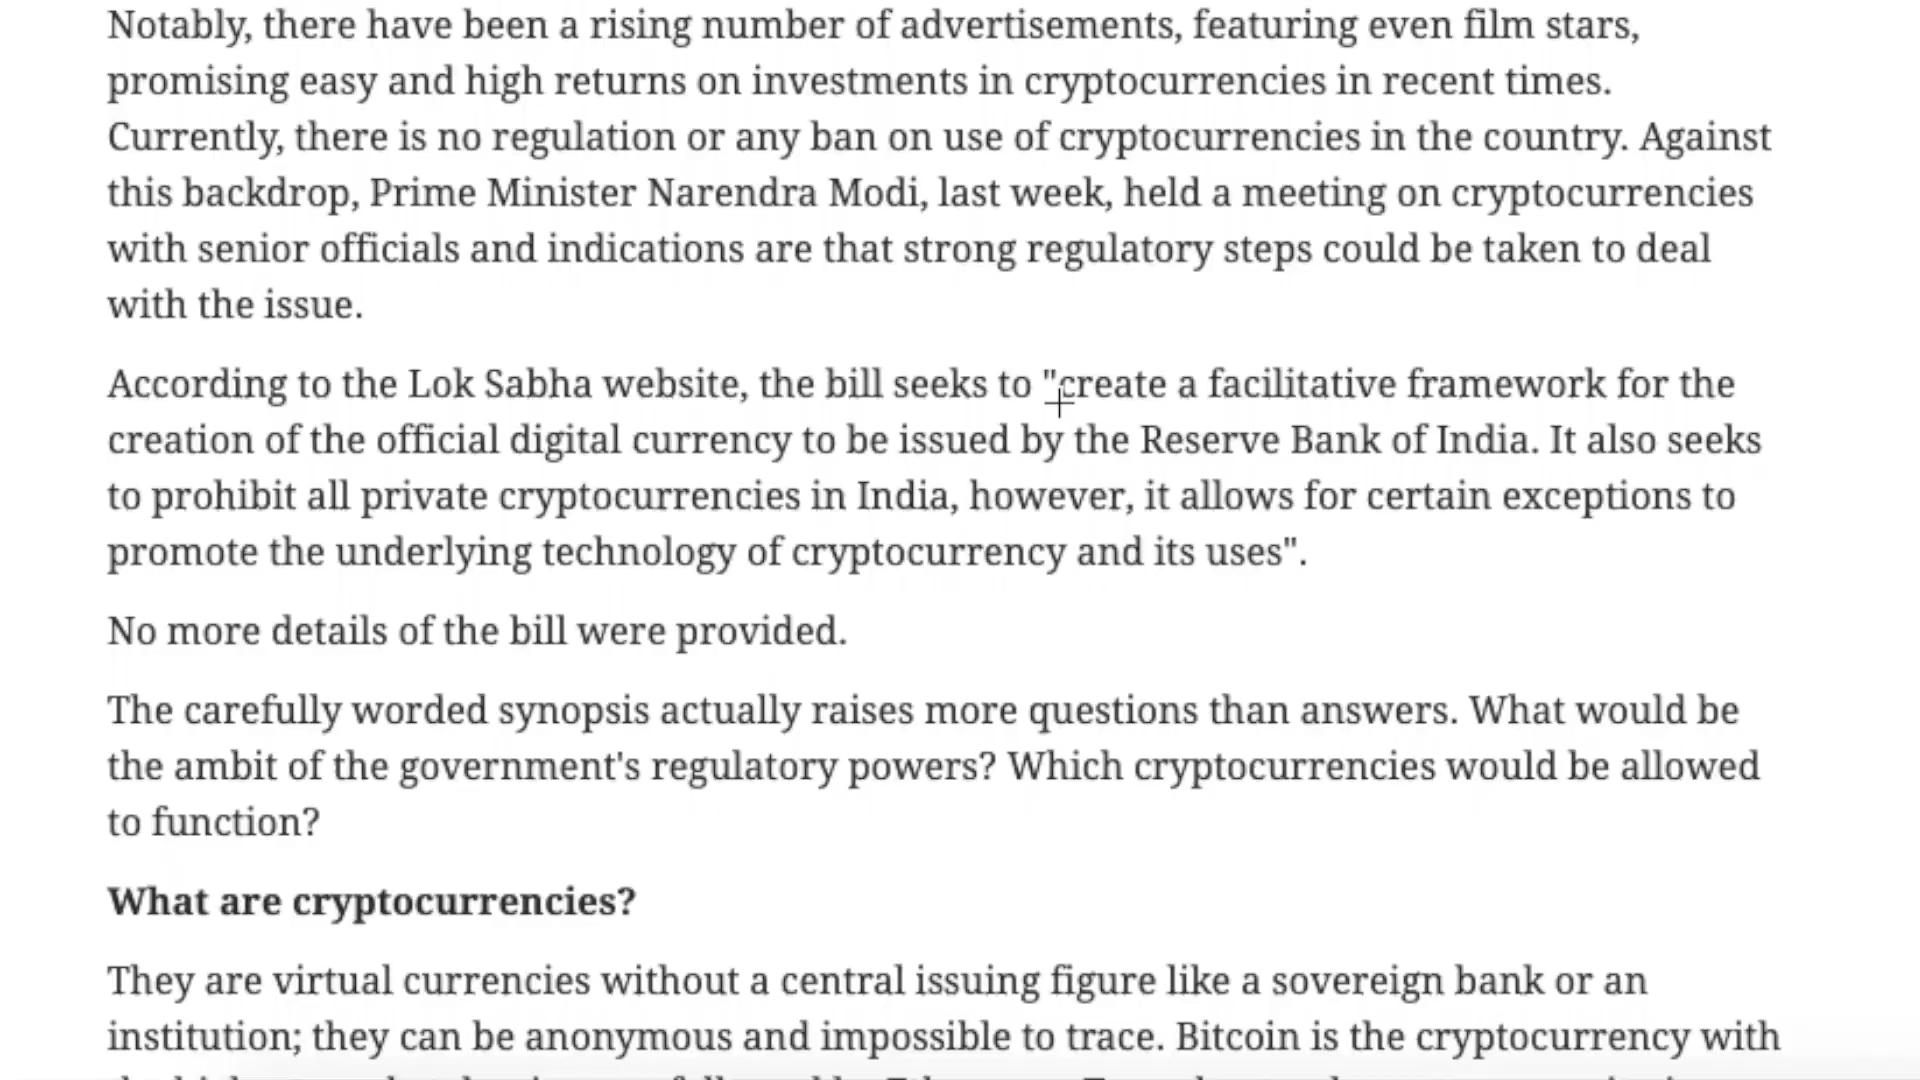 Notably, there have been a rising number of advertisements, featuring even film stars,
promising easy and high returns on investments in cryptocurrencies in recent times.
Currently, there is no regulation or any ban on use of cryptocurrencies in the country. Against
this backdrop, Prime Minister Narendra Modi, last week, held a meeting on cryptocurrencies
with senior officials and indications are that strong regulatory steps could be taken to deal
with the issue.
According to the Lok Sabha website, the bill seeks to "create a facilitative framework for the
creation of the official digital currency to be issued by the Reserve Bank of India. It also seeks
to prohibit all private cryptocurrencies in India, however, it allows for certain exceptions to
promote the underlying technology of cryptocurrency and its uses".
No more details of the bill were provided.
The carefully worded synopsis actually raises more questions than answers. What would be
the ambit of the government's regulatory powers? Which cryptocurrencies would be allowed
to function?
What are cryptocurrencies?
They are virtual currencies without a central issuing figure like a sovereign bank or an
institution; they can be anonymous and impossible to trace. Bitcoin is the cryptocurrency with